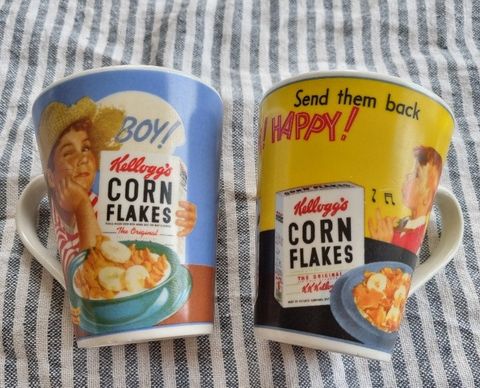 BOY!
Kellogg's
CORN
FLAKES
The Original
Send them back
! HAPPY!
Kellogg's
CORN
FLAKES
THE ORIGINAL